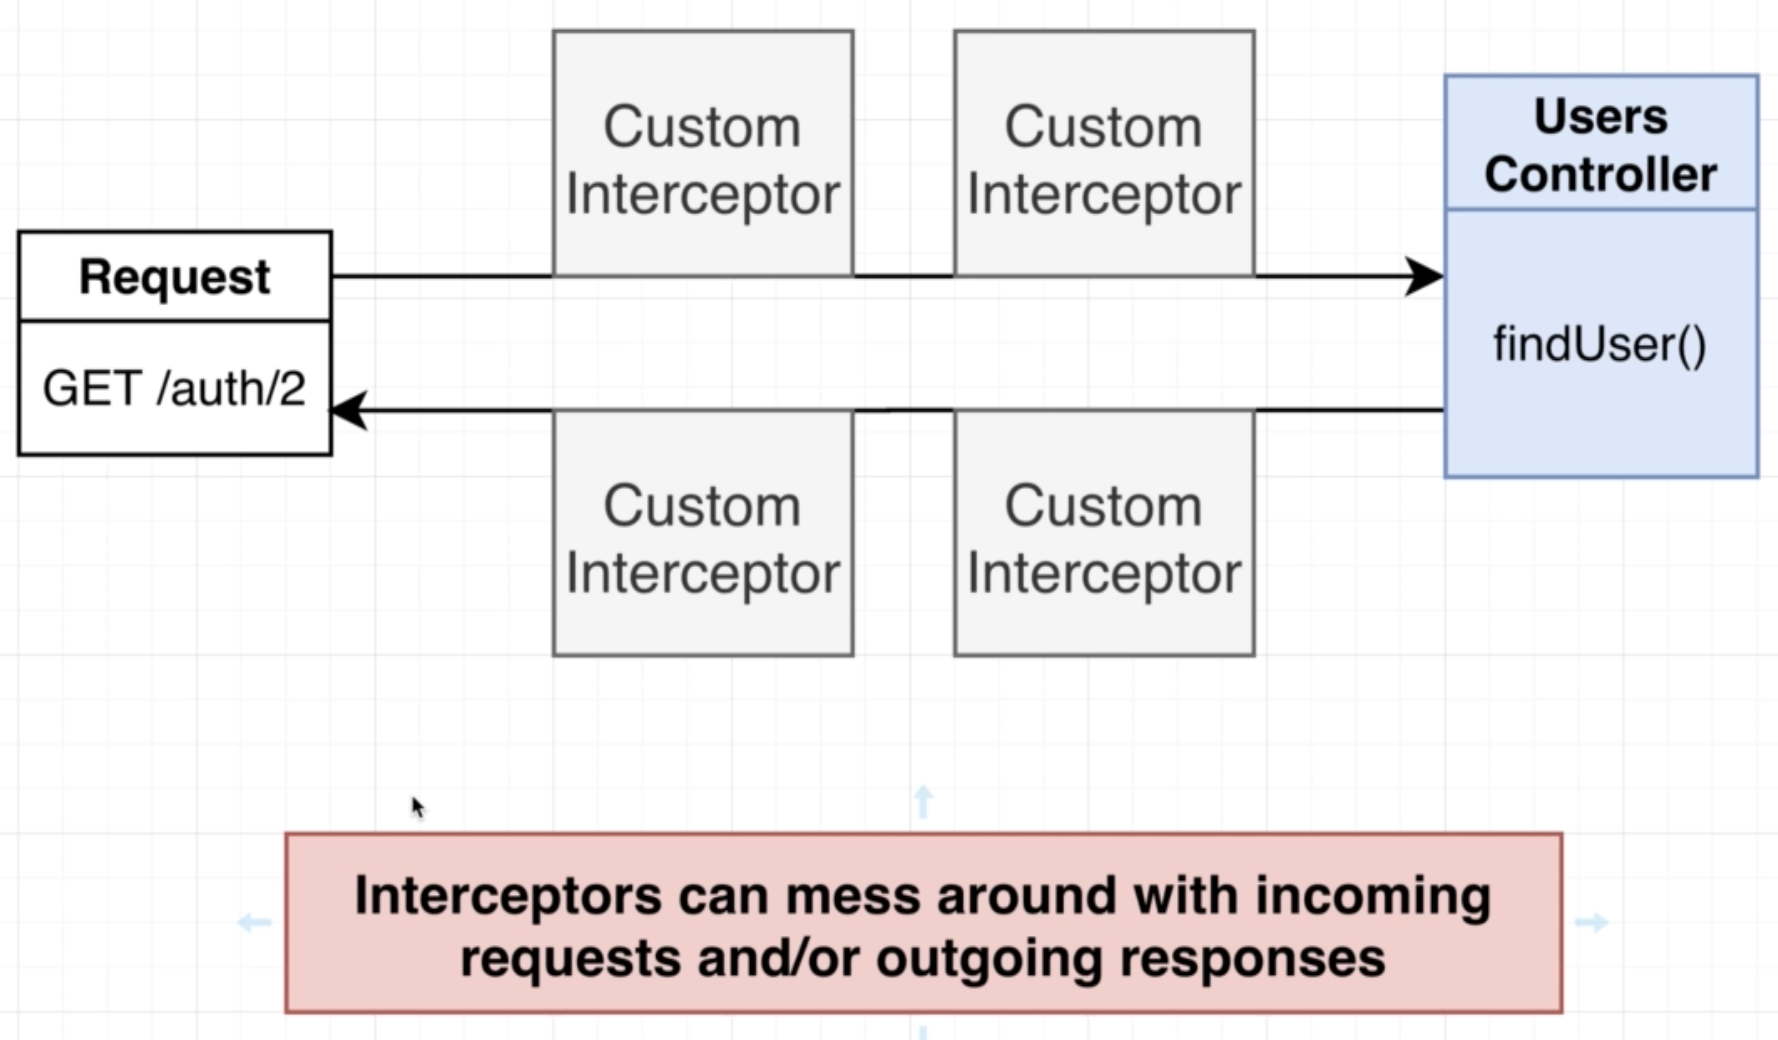 Custom
Interceptor
Custom
Interceptor
Users
Controller
Request
findUser()
GET /auth/2
Custom
Interceptor
Custom
Interceptor
Interceptors can mess around with incoming
requests and/or outgoing responses